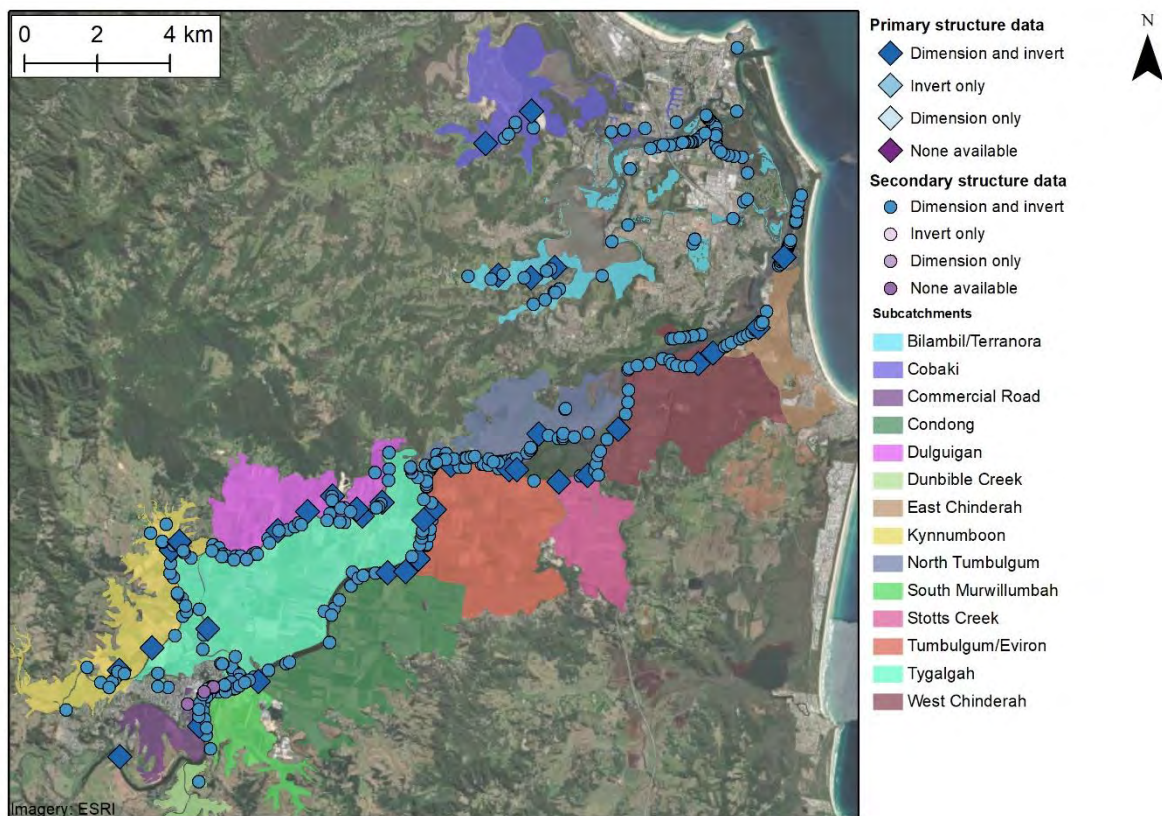 0 2 4 km
Imagery: ESRI
N
Primary structure data
Dimension and invert
Invert only
Dimension only
None available
Secondary structure data
Dimension and invert
Invert only
Dimension only
None available
Subcatchments
Bilambil/Terranora
Cobaki
Commercial Road
Condong
Dulguigan
Dunbible Creek
East Chinderah
Kynnumboon
North Tumbulgum
South Murwillumbah
Stotts Creek
Tumbulgum/Eviron
Tygalgah
West Chinderah